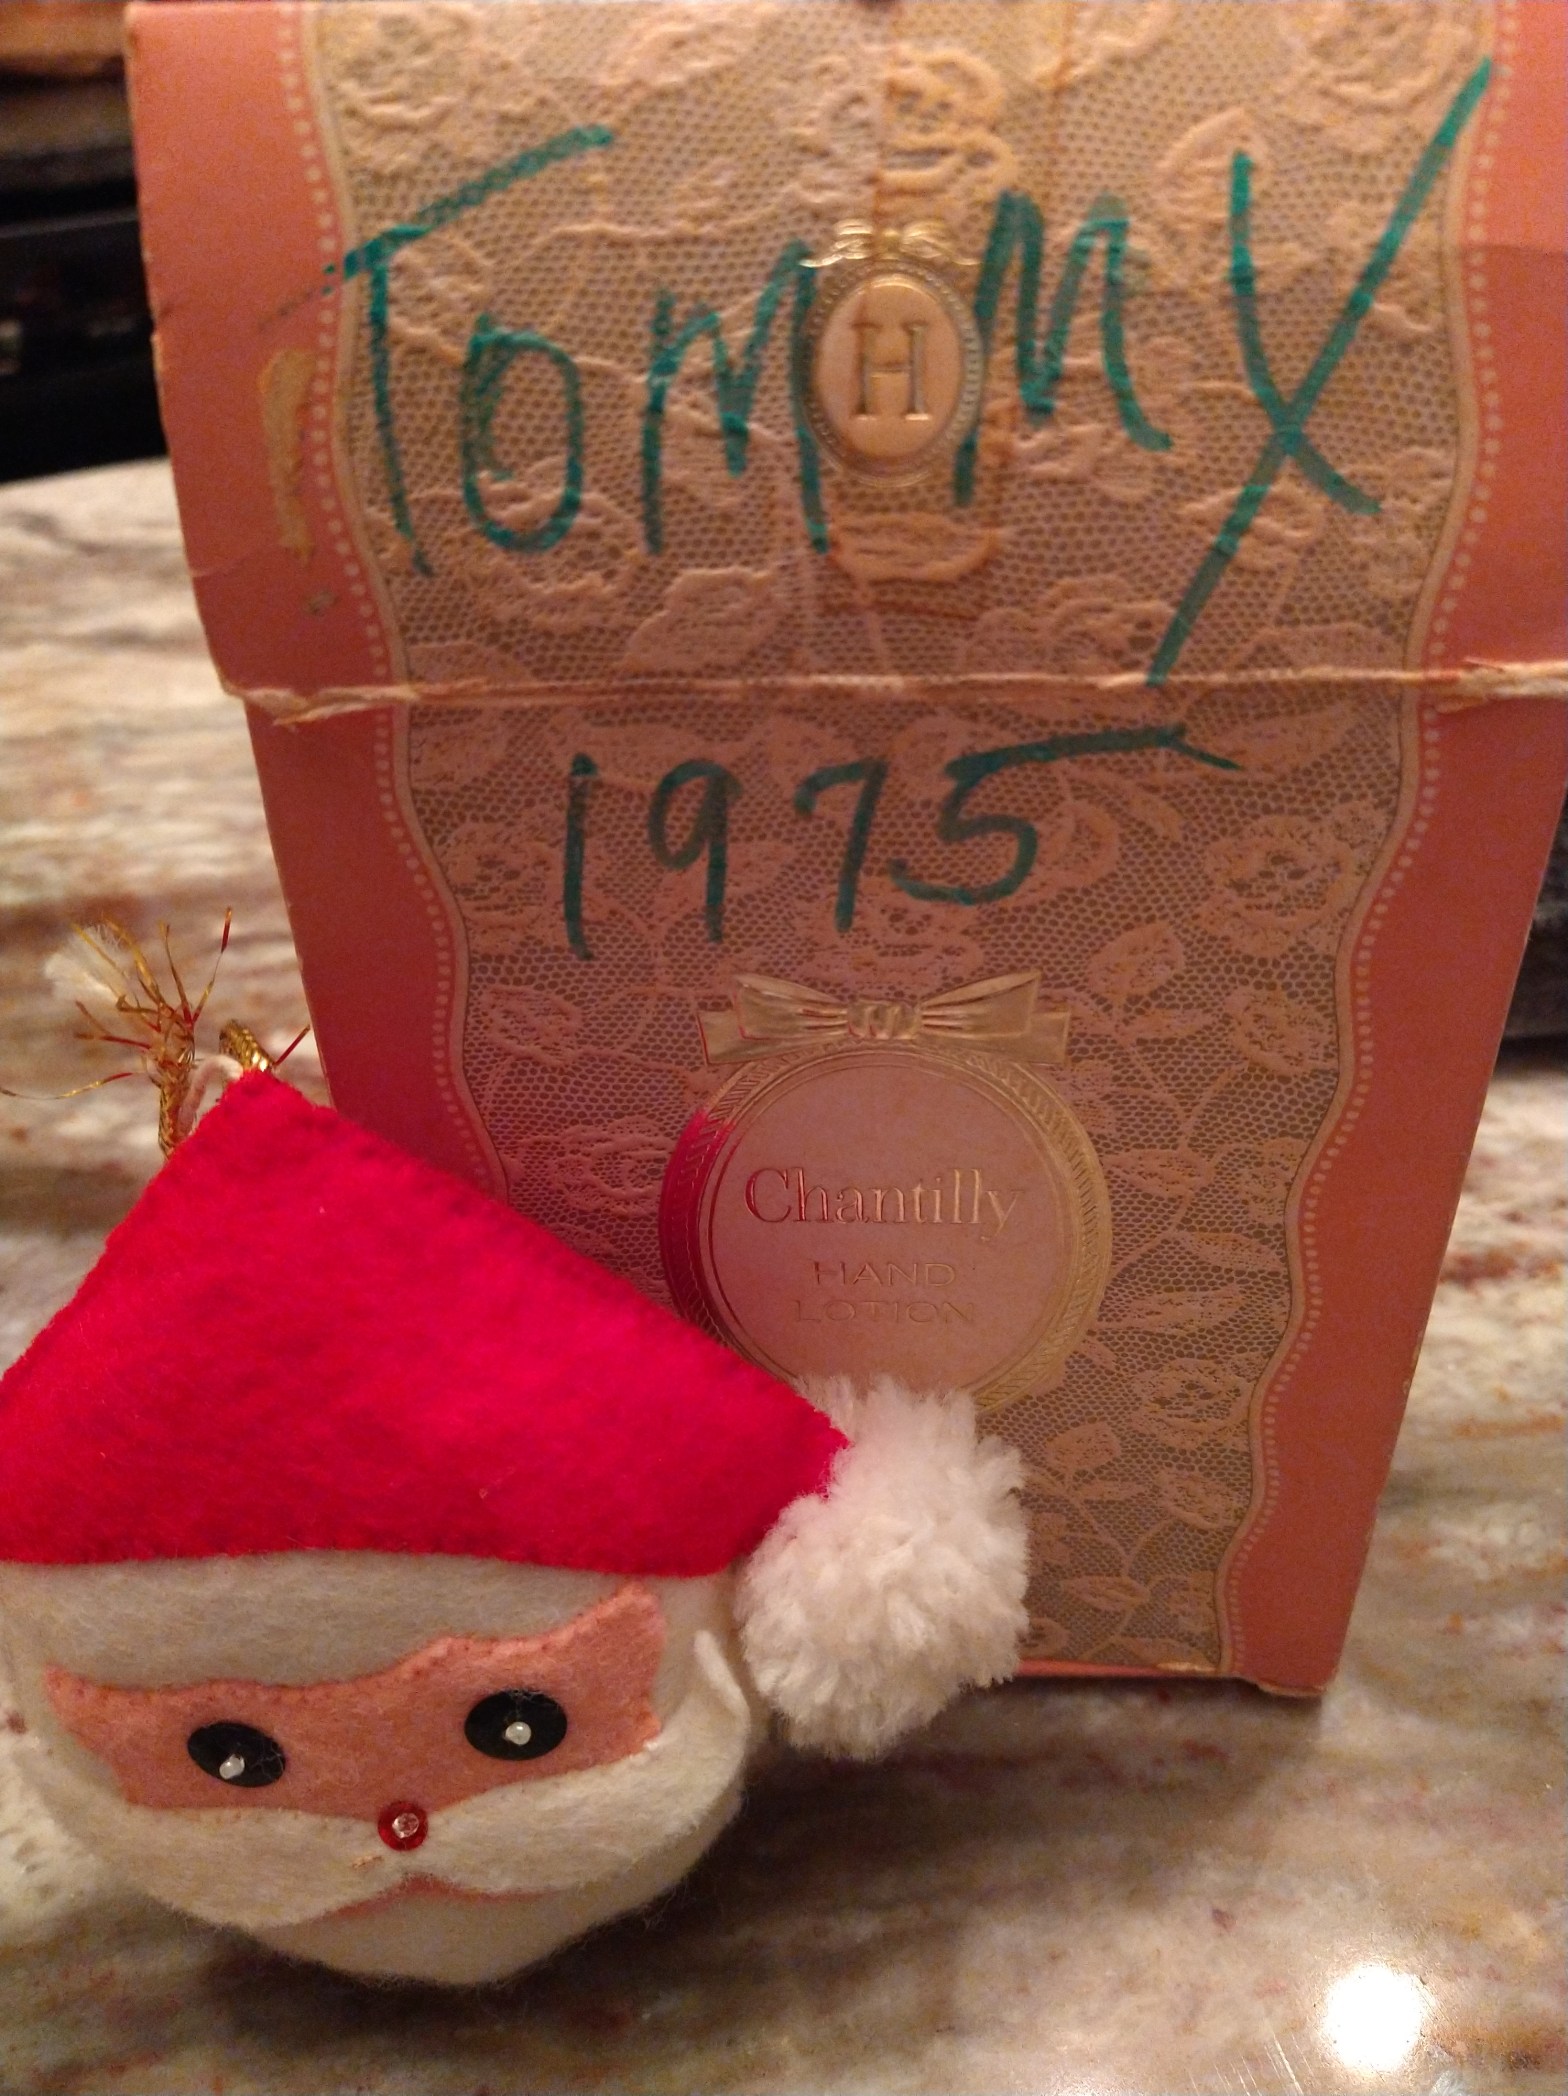 TOMMY
H
1975
Chantilly
HAND
LOTION